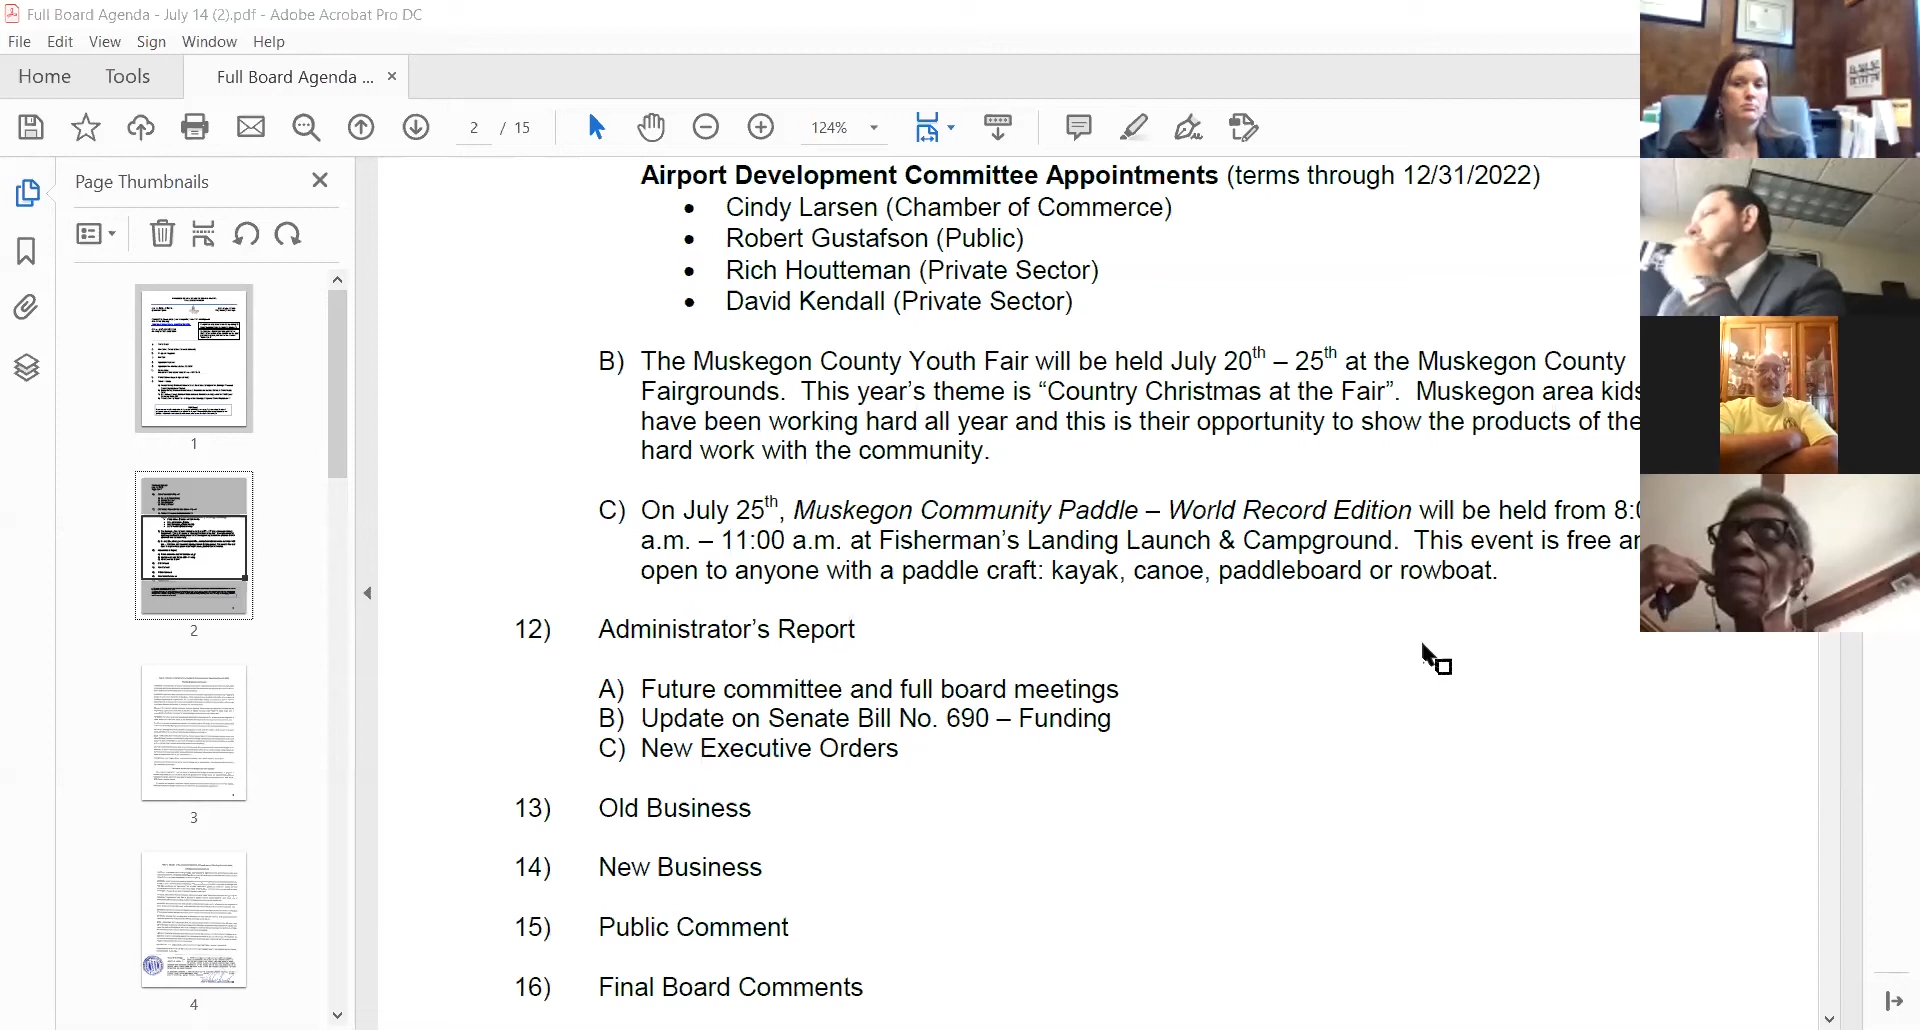 Full Board Agenda - July 14 (2).pdf - Adobe Acrobat Pro DC
File Edit View Sign Window Help
Home Tools Full Board Agenda ... ×
2 / 15 124%
Page Thumbnails
1
2
3
4
Airport Development Committee Appointments (terms through 12/31/2022)
• Cindy Larsen (Chamber of Commerce)
• Robert Gustafson (Public)
• Rich Houtteman (Private Sector)
• David Kendall (Private Sector)
B) The Muskegon County Youth Fair will be held July 20th – 25th at the Muskegon County
Fairgrounds. This year's theme is “Country Christmas at the Fair”. Muskegon area kids
have been working hard all year and this is their opportunity to show the products of
hard work with the community.
C) On July 25th, Muskegon Community Paddle – World Record Edition will be held from
a.m. – 11:00 a.m. at Fisherman's Landing Launch & Campground. This event is free
open to anyone with a paddle craft: kayak, canoe, paddleboard or rowboat.
12) Administrator's Report
A) Future committee and full board meetings
B) Update on Senate Bill No. 690 – Funding
C) New Executive Orders
13) Old Business
14) New Business
15) Public Comment
16) Final Board Comments